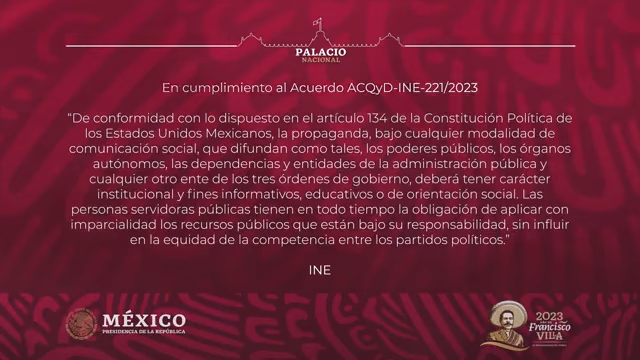 PALACIO
NACIONAL
En cumplimiento al Acuerdo ACQyD-INE-221/2023
“De conformidad con lo dispuesto en el artículo 134 de la Constitución Política de
los Estados Unidos Mexicanos, la propaganda, bajo cualquier modalidad de
comunicación social, que difundan como tales, los poderes públicos, los órganos
autónomos, las dependencias y entidades de la administración pública y
cualquier otro ente de los tres órdenes de gobierno, deberá tener carácter
institucional y fines informativos, educativos o de orientación social. Las
personas servidoras públicas tienen en todo tiempo la obligación de aplicar con
imparcialidad los recursos públicos que están bajo su responsabilidad, sin influir
en la equidad de la competencia entre los partidos políticos.”
INE
MÉXICO
PRESIDENCIA DE LA REPÚBLICA
2023
Francisco
VILLA